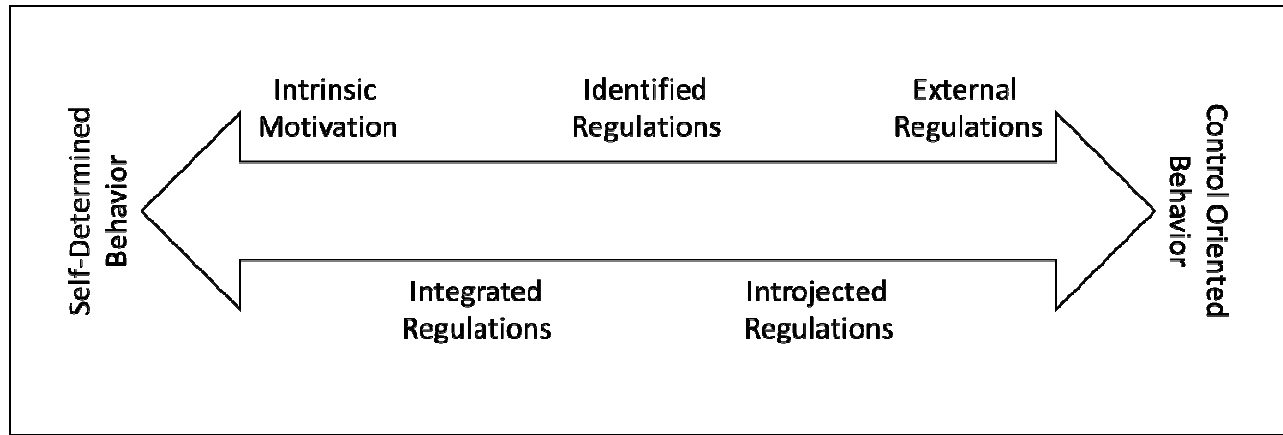 Self-Determined
Behavior
Intrinsic
Motivation
Identified
Regulations
External
Regulations
Integrated
Regulations
Introjected
Regulations
Control Oriented
Behavior